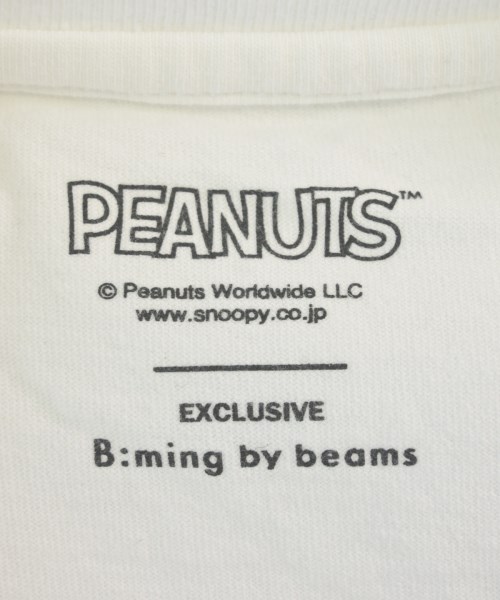 PEANUTS™
© Peanuts Worldwide LLC
www.snoopy.co.jp
EXCLUSIVE
B:ming by beams